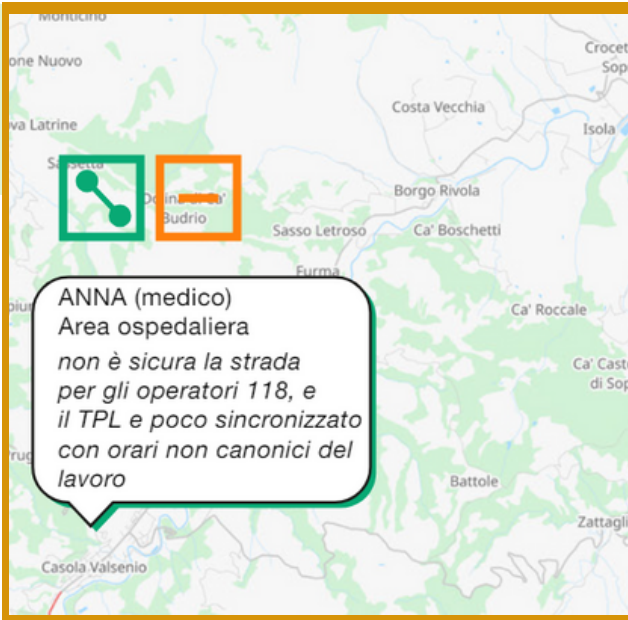 Monticino
one Nuovo
Crocet
Sop
Costa Vecchia
va Latrine
Isola
Borgo Rivola
Budrio
Sasso Letroso
Ca' Boschetti
Furma
ANNA (medico)
Area ospedaliera
non è sicura la strada
per gli operatori 118, e
il TPL e poco sincronizzato
con orari non canonici del
lavoro
Ca' Roccale
Ca' Caste
di Sop
Battole
Zattagli
Casola Valsenio